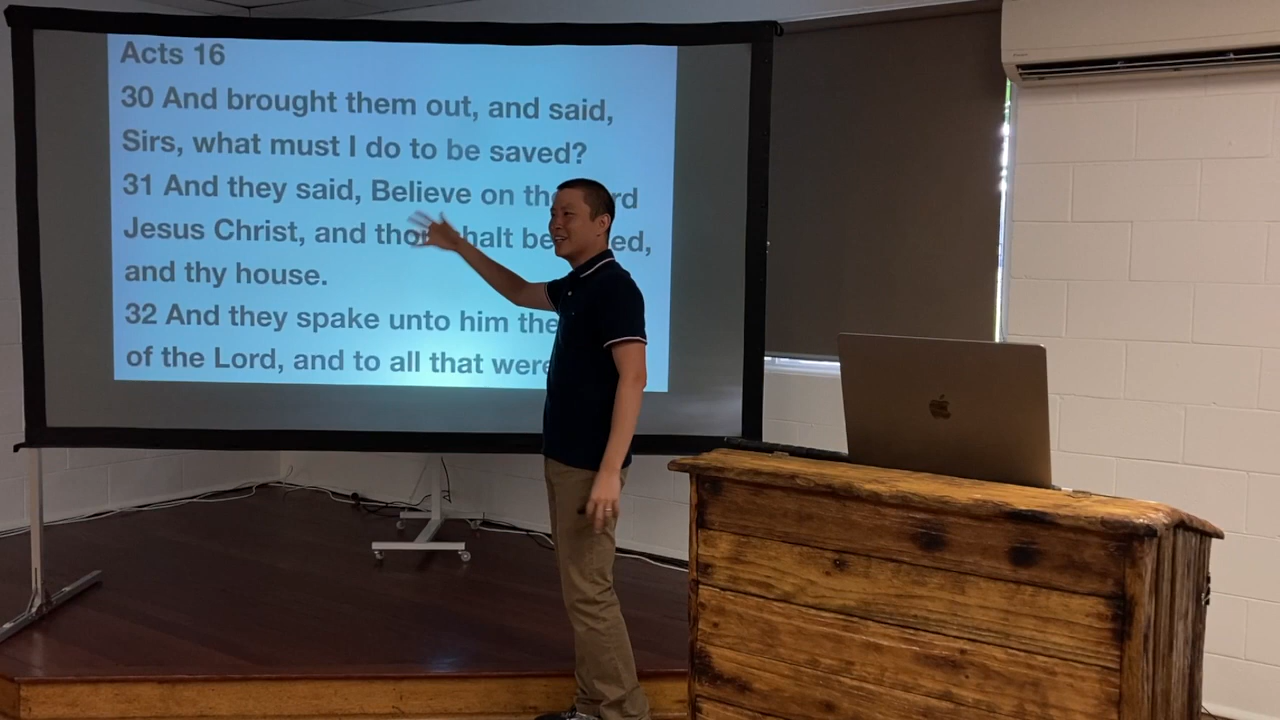 Acts 16
30 And brought them out, and said,
Sirs, what must I do to be saved?
31 And they said, Believe on
Jesus Christ, and
and thy house.
32 And they spake unto him
of the Lord, and to all that were